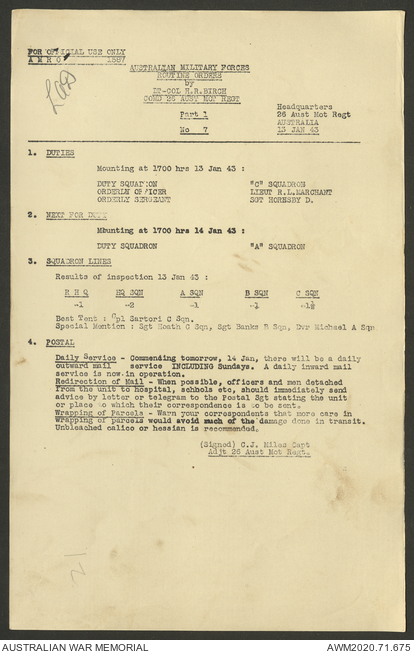 FOR OFFICIAL USE ONLY
A M R O 1587
AUSTRALIAN MILITARY FORCES
ROUTINE ORDERS
by
LT-COL H.R.BIRCH
COMD 26 AUST MOT REGT
Headquarters
Part 1 26 Aust Mot Regt
AUSTRALIA
No 7 13 JAN 43
1. DUTIES
Mounting at 1700 hrs 13 Jan 43 :
DUTY SQUADRON "C" SQUADRON
ORDERLY OFFICER LIEUT R.L.MARCHANT
ORDERLY SERGEANT SGT HORNSBY D.
2. NEXT FOR DUTY
Mounting at 1700 hrs 14 Jan 43 :
DUTY SQUADRON "A" SQUADRON
3. SQUADRON LINES
Results of inspection 13 Jan 43 :
R H Q HQ SQN A SQN B SQN C SQN
-1 -2 -1½
Best Tent : Cpl Sartori C Sqn.
Special Mention : Sgt Heath C Sqn, Sgt Banks B Sqn, Dvr Michael A Sqn
4. POSTAL
Daily Service - Commending tomorrow, 14 Jan, there will be a daily
outward mail service INCLUDING Sundays. A daily inward mail
service is now in operation.
Redirection of Mail - When possible, officers and men detached
from the unit to hospital, schhols etc, should immediately send
advice by letter or telegram to the Postal Sgt stating the unit
or place to which their correspondence is to be sent.
Wrapping of Parcels - Warn your correspondents that more care in
wrapping of parcels would avoid much of the damage done in transit.
Unbleached calico or hessian is recommended.
(Signed) C.J. Miles Capt
Adjt 26 Aust Mot Regt.
21
AUSTRALIAN WAR MEMORIAL AWM2020.71.675